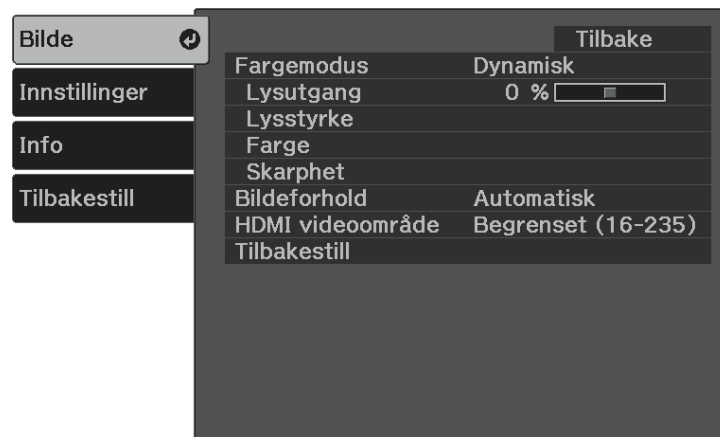 Bilde
Innstillinger
Info
Tilbakestill
Tilbake
Fargemodus Dynamisk
Lysutgang 0 %
Lysstyrke
Farge
Skarphet
Bildeforhold Automatisk
HDMI videoområde Begrenset (16-235)
Tilbakestill